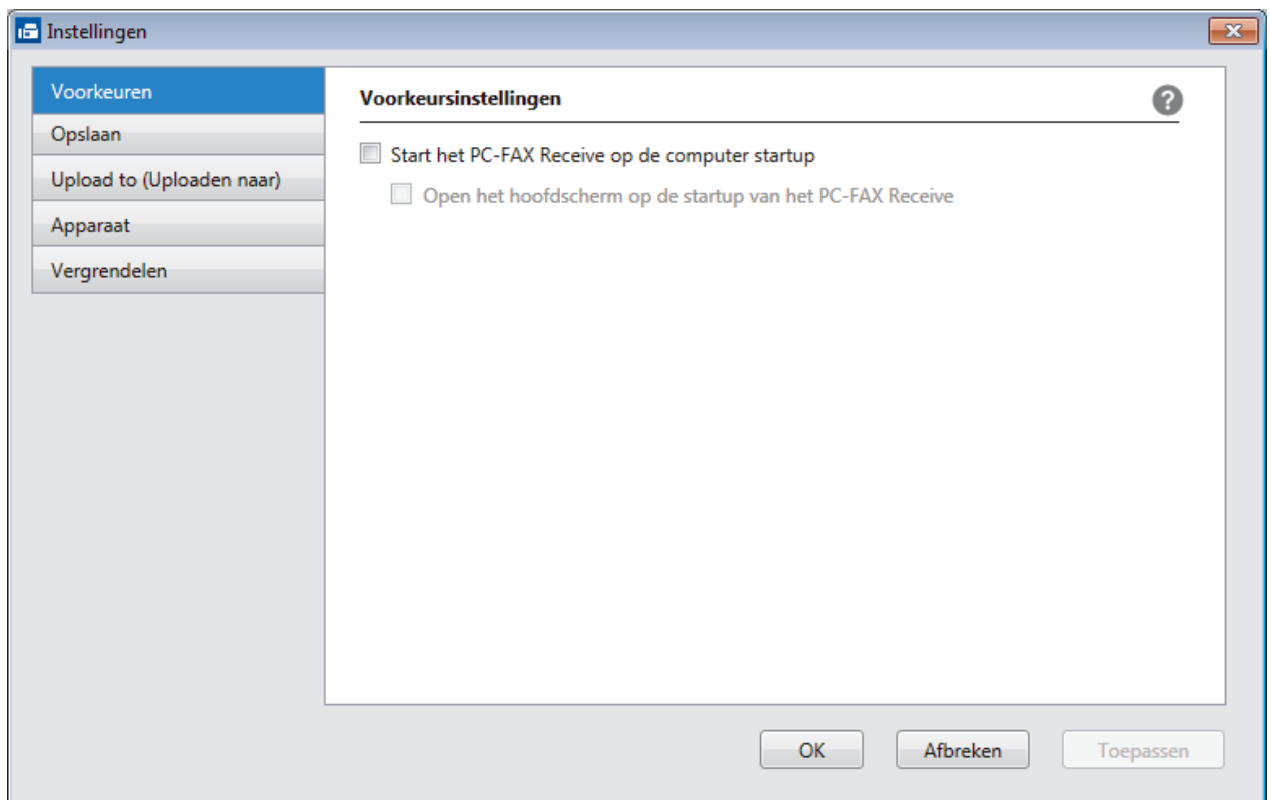 Instellingen
Voorkeuren
Opslaan
Upload to (Uploaden naar)
Apparaat
Vergrendelen
Voorkeursinstellingen
?
Start het PC-FAX Receive op de computer startup
Open het hoofdscherm op de startup van het PC-FAX Receive
OK
Afbreken
Toepassen